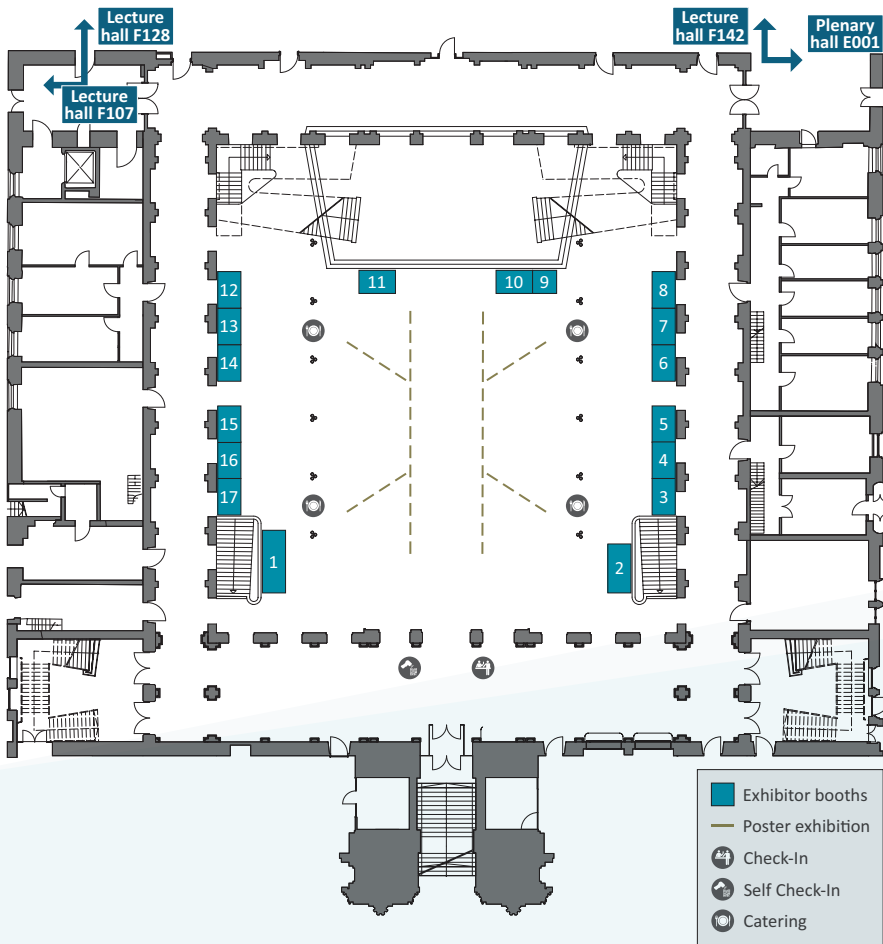 Lecture
hall F128
Lecture
hall F142
Plenary
hall E001
Lecture
hall F107
11
10
9
12
8
13
7
14
6
15
5
16
4
17
3
1
2
Exhibitor booths
Poster exhibition
Check-In
Self Check-In
Catering